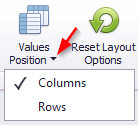 Values
Position
Reset Layout
Options
Columns
Rows